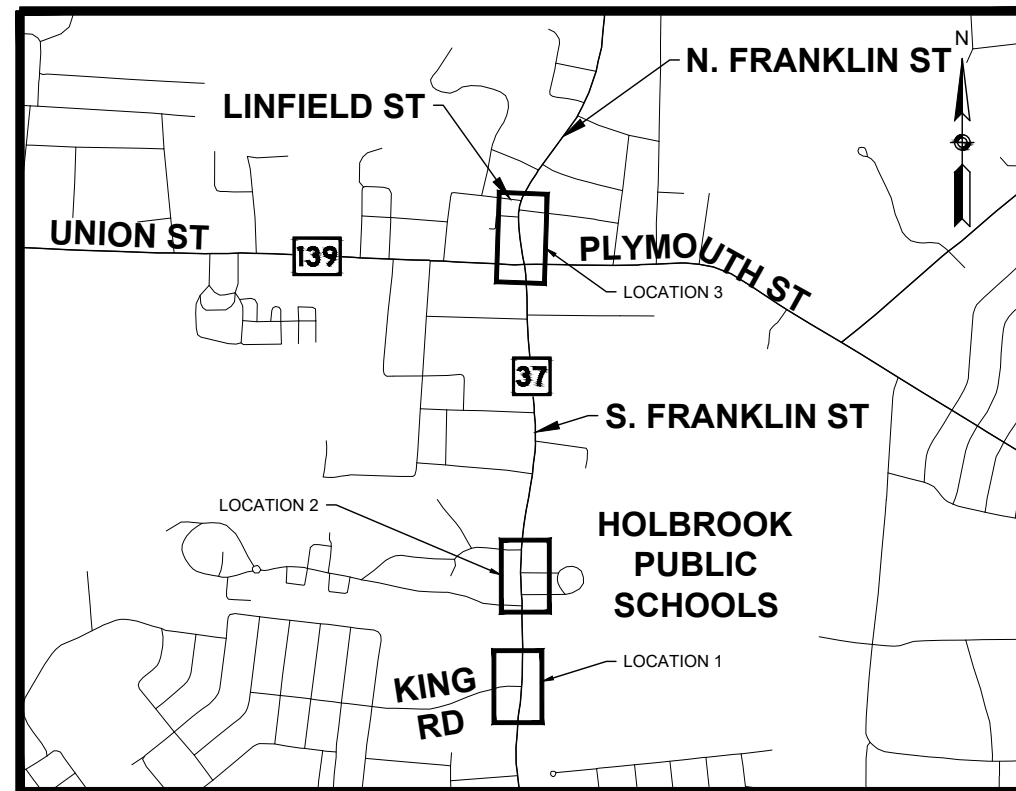 N
N. FRANKLIN ST
LINFIELD ST
UNION ST
139
PLYMOUTH ST
LOCATION 3
37
S. FRANKLIN ST
LOCATION 2
HOLBROOK
PUBLIC
SCHOOLS
LOCATION 1
KING
RD